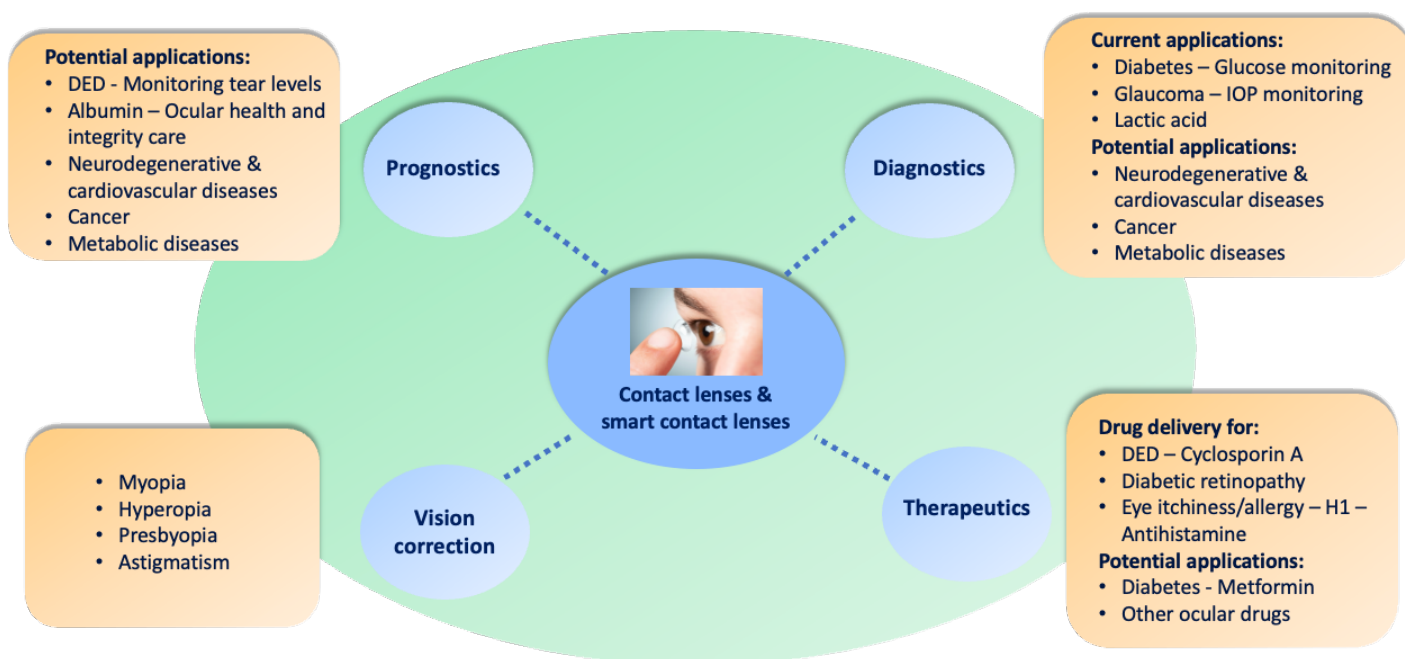 Potential applications:
• DED - Monitoring tear levels
• Albumin – Ocular health and
integrity care
• Neurodegenerative &
cardiovascular diseases
• Cancer
• Metabolic diseases
Prognostics
Diagnostics
Current applications:
• Diabetes – Glucose monitoring
• Glaucoma – IOP monitoring
• Lactic acid
Potential applications:
• Neurodegenerative &
cardiovascular diseases
• Cancer
• Metabolic diseases
Contact lenses &
smart contact lenses
• Myopia
• Hyperopia
• Presbyopia
• Astigmatism
Vision
correction
Therapeutics
Drug delivery for:
• DED – Cyclosporin A
• Diabetic retinopathy
• Eye itchiness/allergy – H1 –
Antihistamine
Potential applications:
• Diabetes - Metformin
• Other ocular drugs